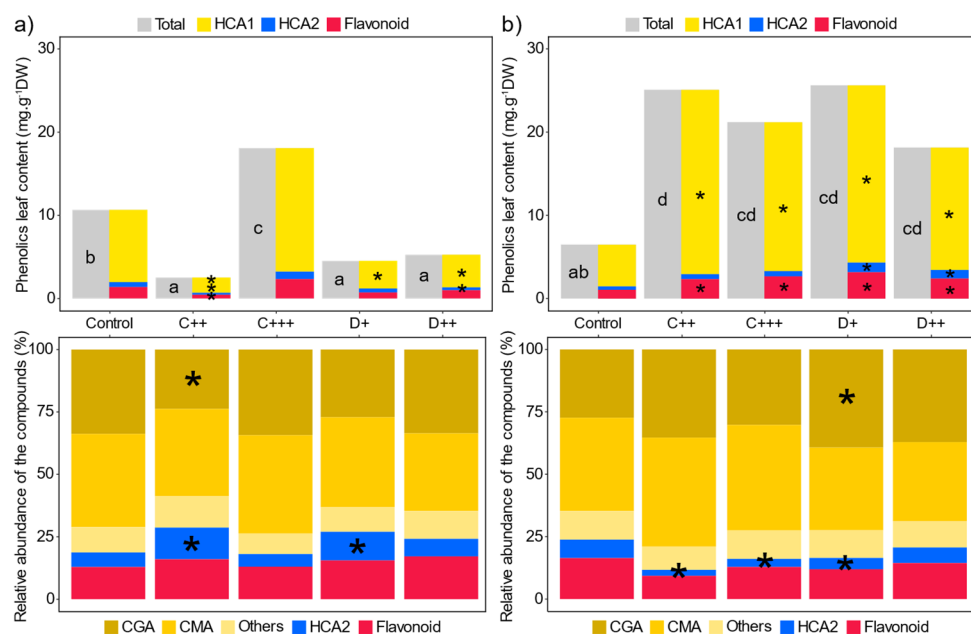 a)
Total HCA1 HCA2 Flavonoid
Phenolics leaf content (mg.g⁻¹DW)
30
20
10
0
b
a
***
c
a
*
a
**
Control C++ C+++ D+ D++
Relative abundance of the compounds (%)
100
75
50
25
0
*
*
*
b)
Total HCA1 HCA2 Flavonoid
Phenolics leaf content (mg.g⁻¹DW)
30
20
10
0
ab
d
*
*
cd
*
*
cd
*
*
*
cd
*
*
*
Control C++ C+++ D+ D++
Relative abundance of the compounds (%)
100
75
50
25
0
*
*
*
*
CGA CMA Others HCA2 Flavonoid
CGA CMA Others HCA2 Flavonoid